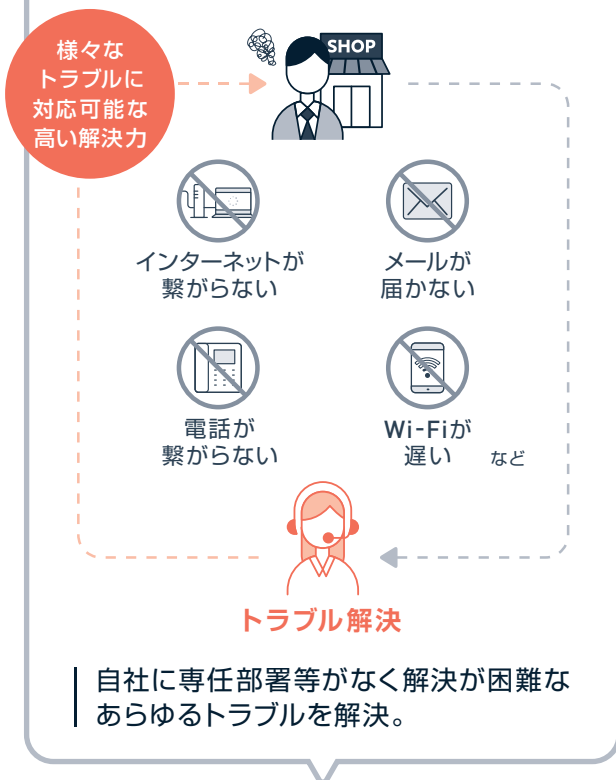 様々な
トラブルに
対応可能な
高い解決力
SHOP
インターネットが
繋がらない
メールが
届かない
電話が
繋がらない
Wi-Fiが
遅い など
トラブル解決
自社に専任部署等がなく解決が困難な
あらゆるトラブルを解決。